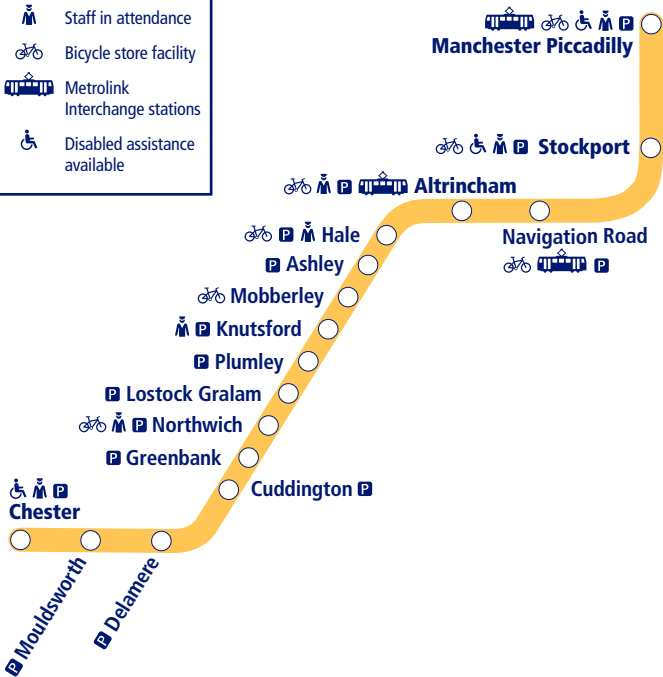 Staff in attendance
Bicycle store facility
Metrolink
Interchange stations
Disabled assistance
available
P
Manchester Piccadilly
P Stockport
P Altrincham
Navigation Road
P
P Hale
P Ashley
Mobberley
P Knutsford
P Plumley
P Lostock Gralam
P Northwich
P Greenbank
Cuddington P
P
Chester
P Mouldsworth
P Delamere